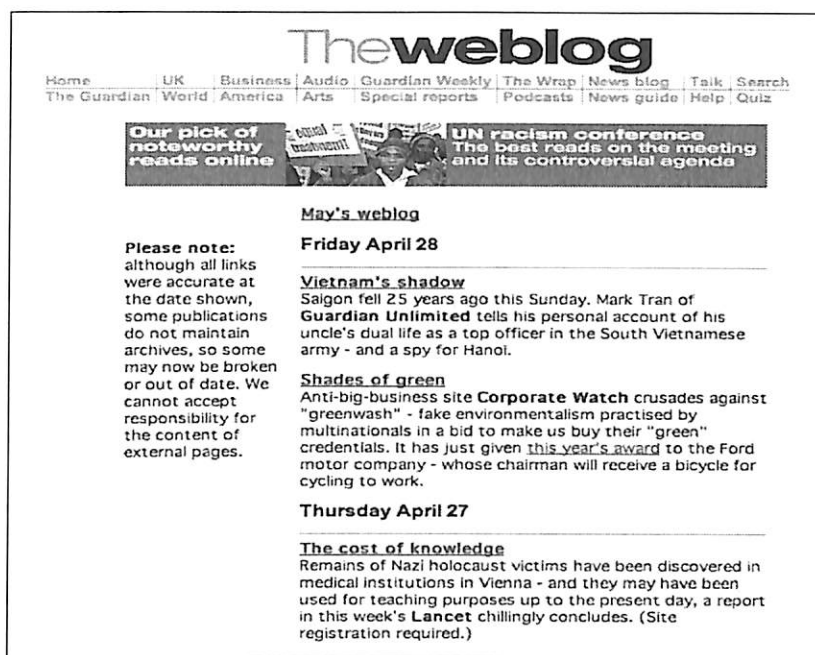 Theweblog
Home UK Business Audio Guardian Weekly The Wrap News blog Talk Search
The Guardian World America Arts Special reports Podcasts News guide Help Quiz
Our pick of
noteworthy
reads online
equal
treatment!
UN racism conference
The best reads on the meeting
and its controversial agenda
May's weblog
Friday April 28
Please note:
although all links
were accurate at
the date shown,
some publications
do not maintain
archives, so some
may now be broken
or out of date. We
cannot accept
responsibility for
the content of
external pages.
Vietnam's shadow
Saigon fell 25 years ago this Sunday. Mark Tran of
Guardian Unlimited tells his personal account of his
uncle's dual life as a top officer in the South Vietnamese
army - and a spy for Hanoi.
Shades of green
Anti-big-business site Corporate Watch crusades against
"greenwash" - fake environmentalism practised by
multinationals in a bid to make us buy their "green"
credentials. It has just given this year's award to the Ford
motor company - whose chairman will receive a bicycle for
cycling to work.
Thursday April 27
The cost of knowledge
Remains of Nazi holocaust victims have been discovered in
medical institutions in Vienna - and they may have been
used for teaching purposes up to the present day, a report
in this week's Lancet chillingly concludes. (Site
registration required.)